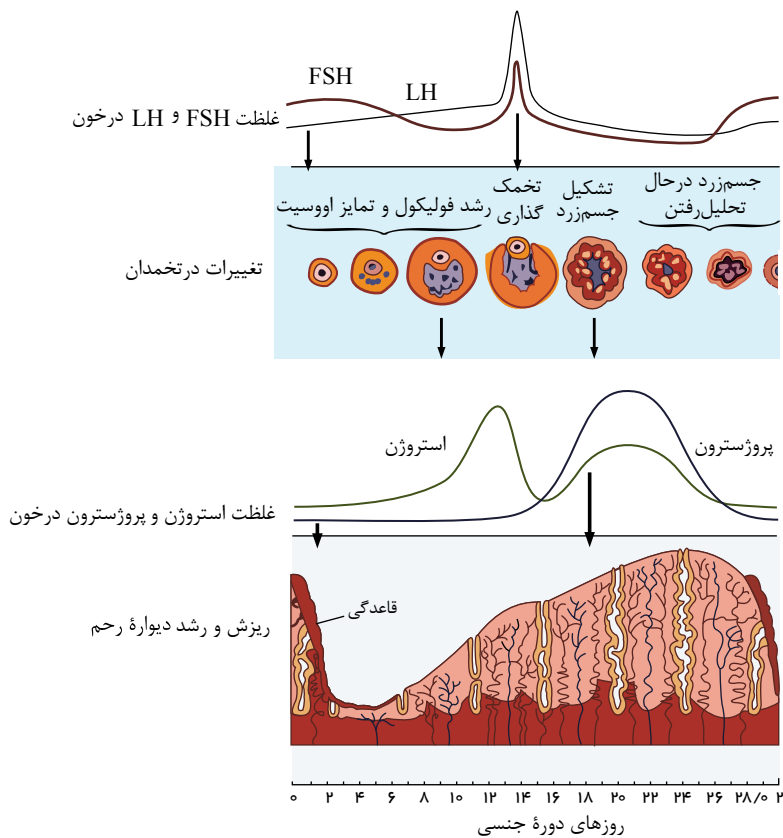 FSH
LH
غلظت FSH و LH درخون
رشد فولیکول و تمایز اووسیت
تخمک
گذاری
تشکیل
جسم‌زرد
جسم‌زرد درحال
تحلیل‌رفتن
تغییرات درتخمدان
استروژن
پروژسترون
غلظت استروژن و پروژسترون درخون
قاعدگی
ریزش و رشد دیوارهٔ رحم
۰ ۲ ۴ ۶ ۸ ۱۰ ۱۲ ۱۴ ۱۶ ۱۸ ۲۰ ۲۲ ۲۴ ۲۶ ۲۸/۰ ۲
روزهای دورهٔ جنسی